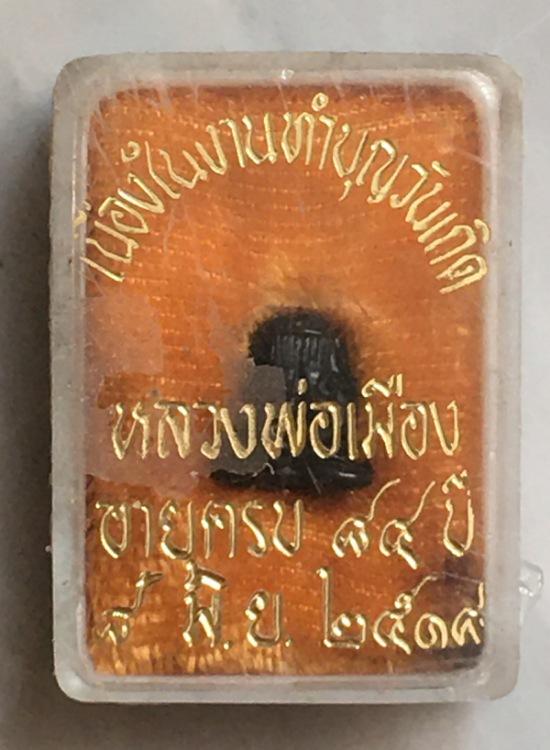 เนื่องในงานทำบุญวันเกิด
หลวงพ่อเมือง
อายุครบ ๘๔ ปี
๘ มิ.ย. ๒๕๑๘